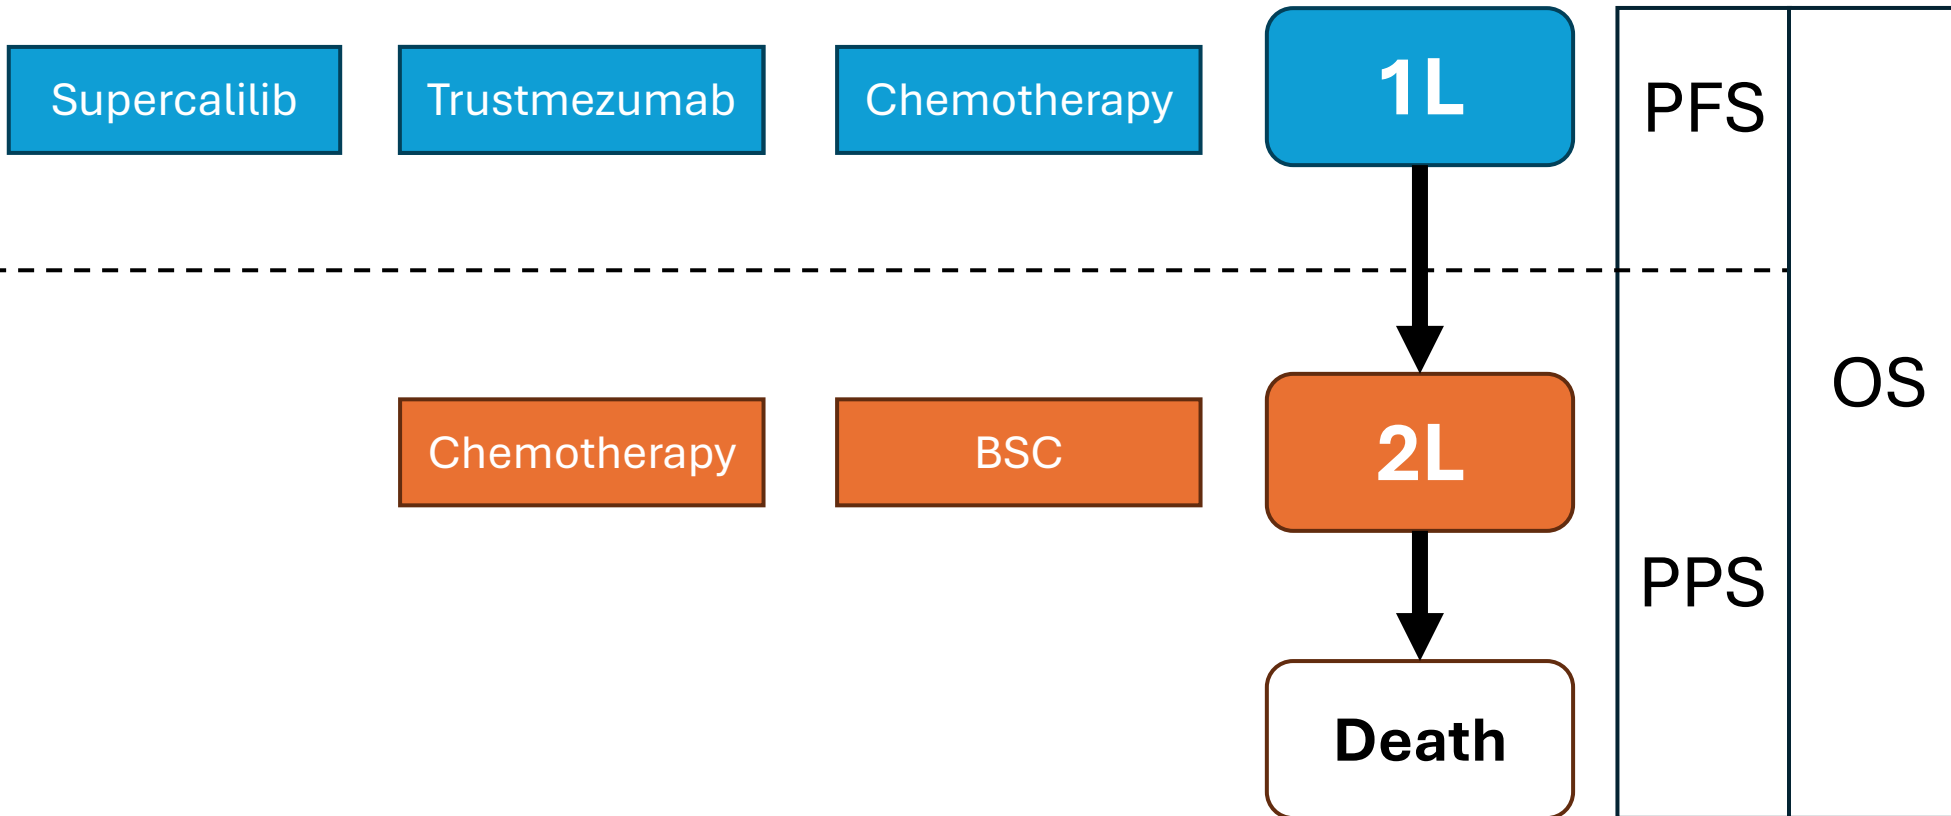 Supercalilib
Trustmezumab
Chemotherapy
1L
PFS
OS
Chemotherapy
BSC
2L
PPS
Death